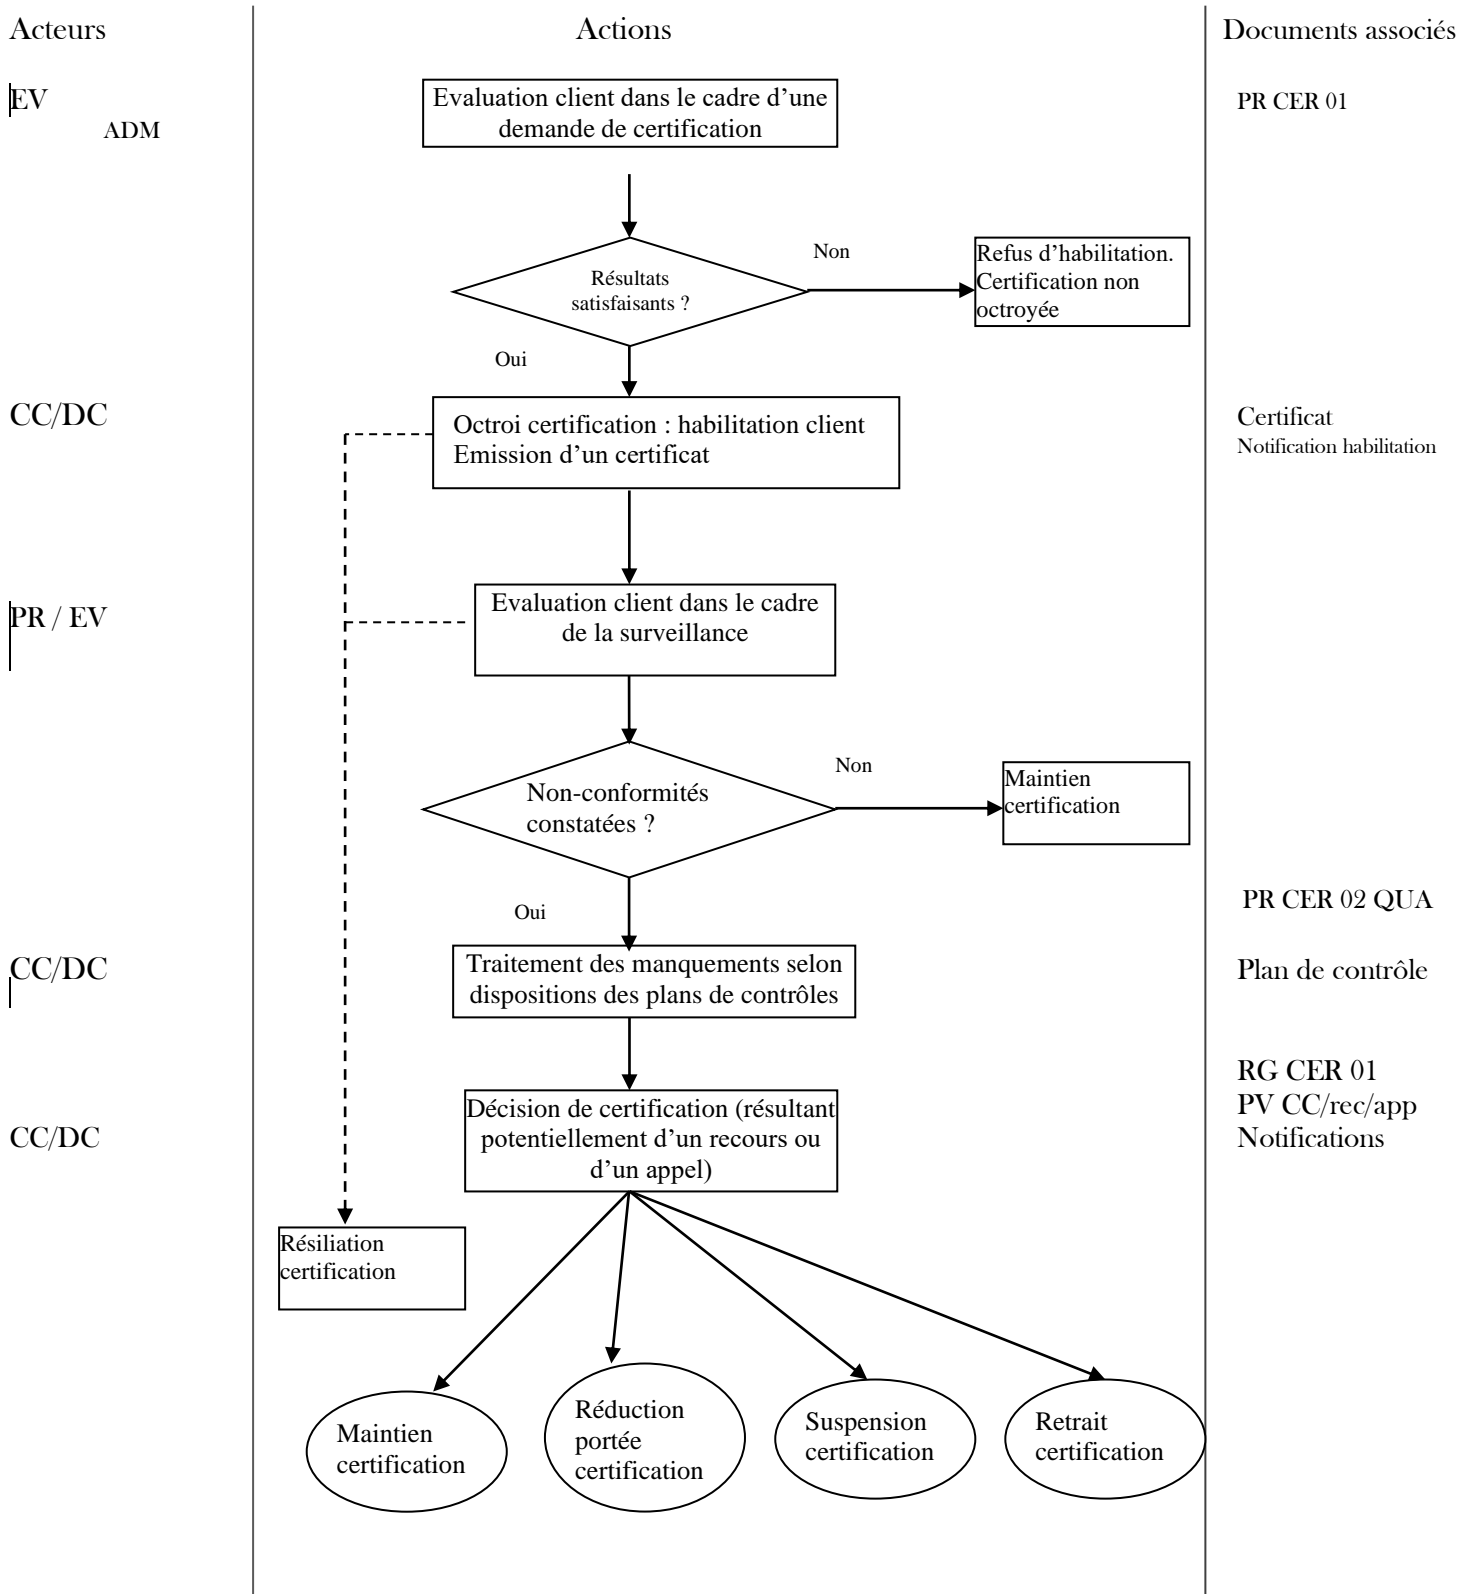 Acteurs
Actions
Documents associés
EV
ADM
Evaluation client dans le cadre d’une
demande de certification
PR CER 01
Résultats
satisfaisants ?
Non
Refus d’habilitation.
Certification non
octroyée
Oui
CC/DC
Octroi certification : habilitation client
Emission d’un certificat
Certificat
Notification habilitation
PR / EV
Evaluation client dans le cadre
de la surveillance
Non-conformités
constatées ?
Non
Maintien
certification
Oui
PR CER 02 QUA
CC/DC
Traitement des manquements selon
dispositions des plans de contrôles
Plan de contrôle
RG CER 01
PV CC/rec/app
Notifications
CC/DC
Décision de certification (résultant
potentiellement d’un recours ou
d’un appel)
Résiliation
certification
Maintien
certification
Réduction
portée
certification
Suspension
certification
Retrait
certification